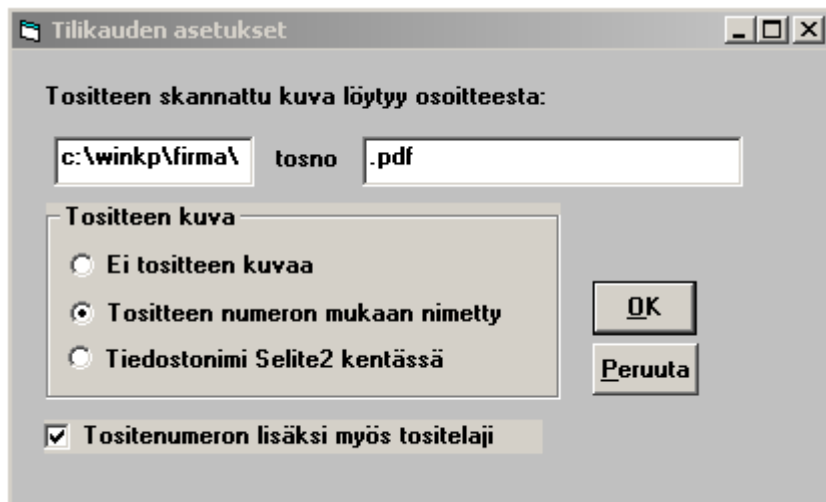 Tilikauden asetukset
Tositteen skannattu kuva löytyy osoitteesta:
c:\winkp\firma\ tosno .pdf
Tositteen kuva
Ei tositteen kuvaa
Tositteen numeron mukaan nimetty
Tiedostonimi Selite2 kentässä
OK
Peruuta
Tositenumeron lisäksi myös tositelaji